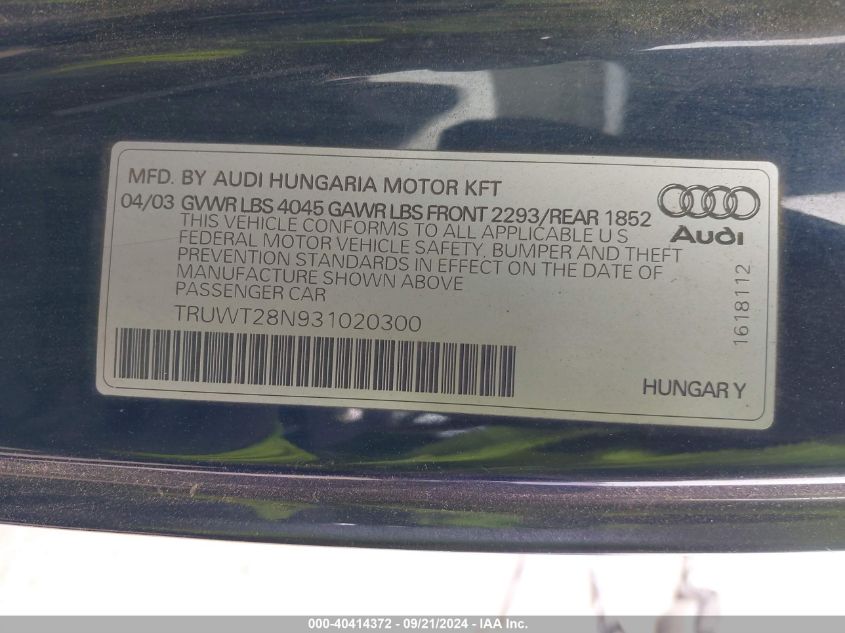 MFD. BY AUDI HUNGARIA MOTOR KFT
04/03 GVWR LBS 4045 GAWR LBS FRONT 2293/REAR 1852
THIS VEHICLE CONFORMS TO ALL APPLICABLE U S
FEDERAL MOTOR VEHICLE SAFETY, BUMPER AND THEFT
PREVENTION STANDARDS IN EFFECT ON THE DATE OF
MANUFACTURE SHOWN ABOVE
PASSENGER CAR
TRUWT28N931020300
Audi
1618112
HUNGARY
000-40414372 - 09/21/2024 - IAA Inc.